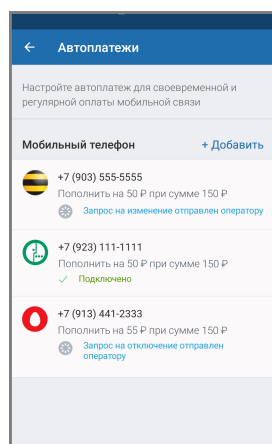 Автоплатежи
Настройте автоплатеж для своевременной и
регулярной оплаты мобильной связи
Мобильный телефон + Добавить
+7 (903) 555-5555
Пополнить на 50 ₽ при сумме 150 ₽
Запрос на изменение отправлен оператору
+7 (923) 111-1111
Пополнить на 50 ₽ при сумме 150 ₽
Подключено
+7 (913) 441-2333
Пополнить на 55 ₽ при сумме 150 ₽
Запрос на отключение отправлен
оператору